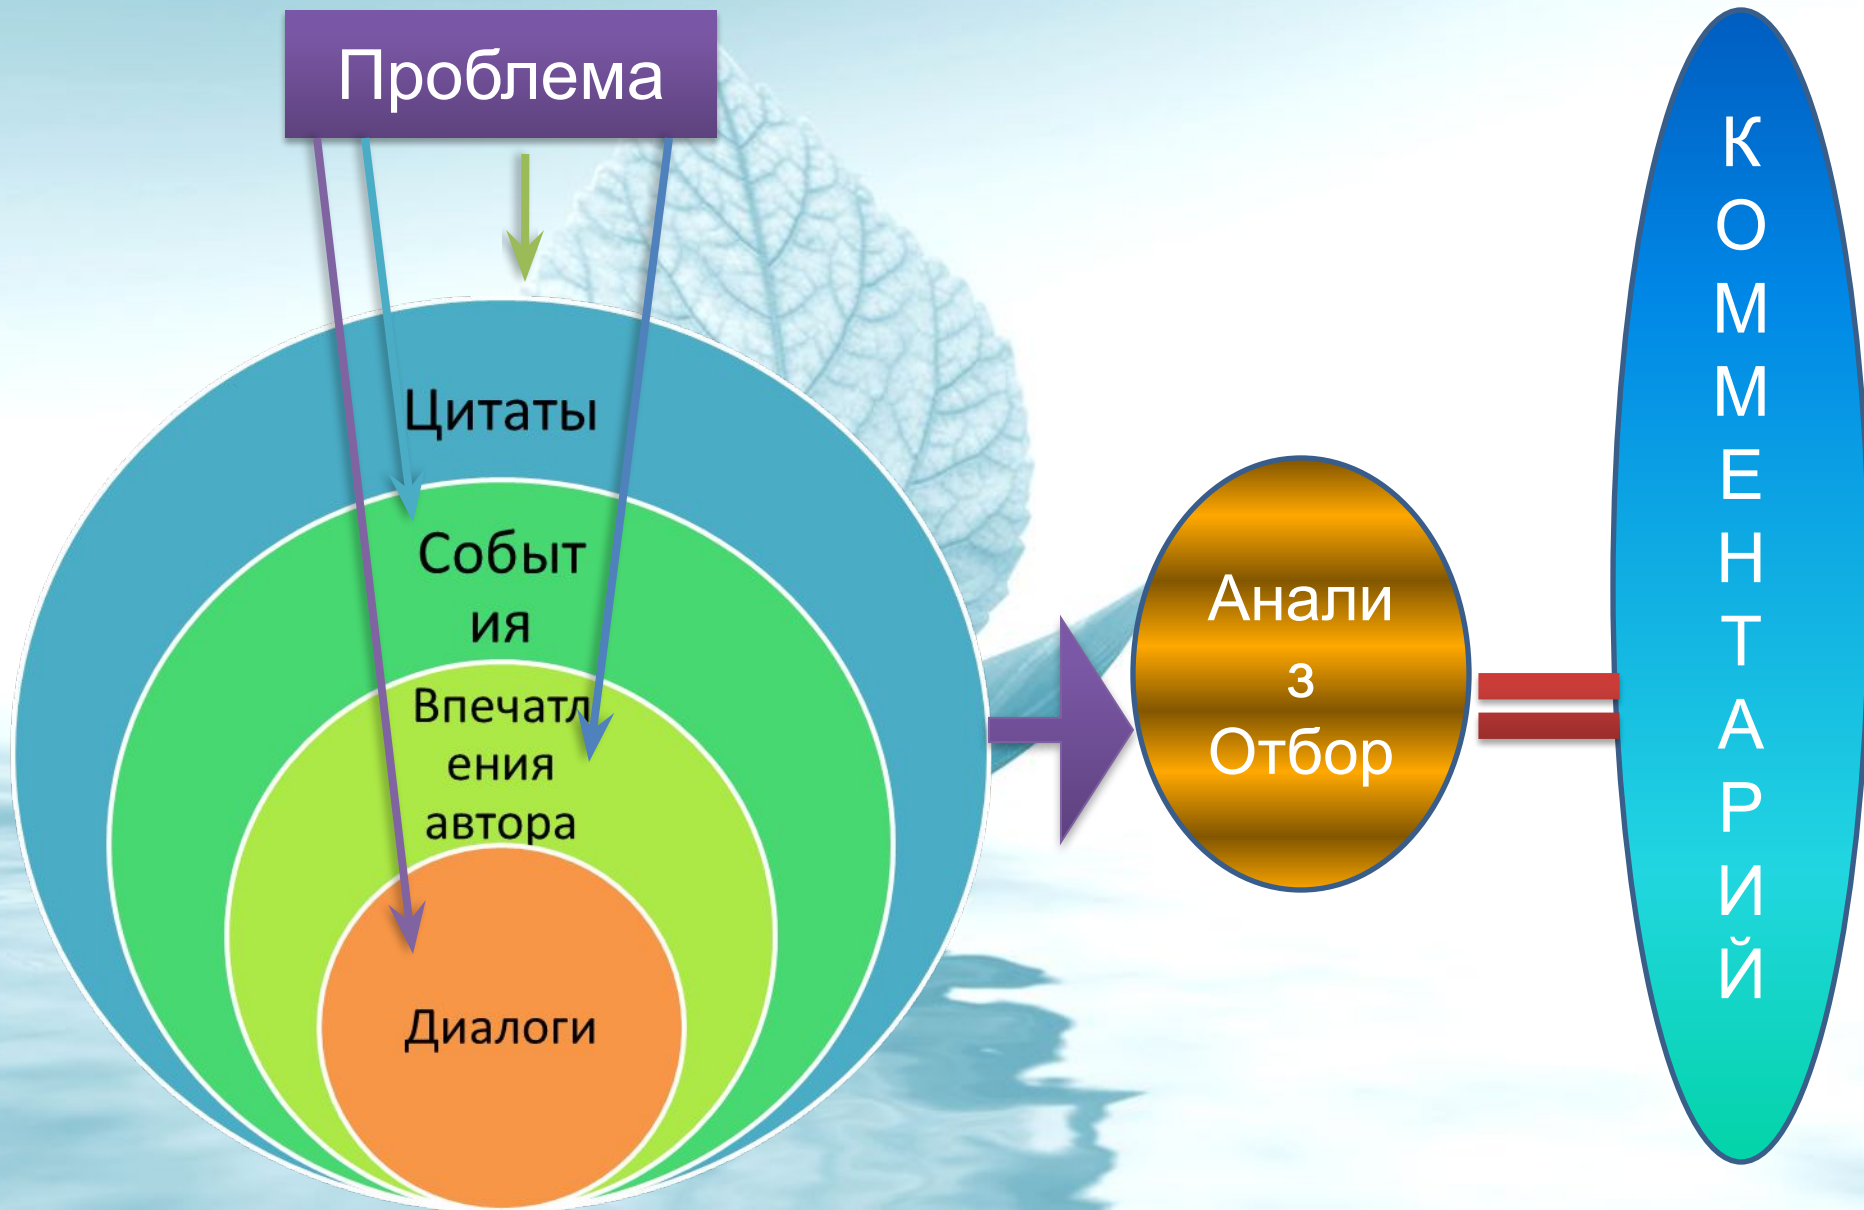 Проблема
Цитаты
Событ
ия
Впечатл
ения
автора
Диалоги
Анали
з
Отбор
К
О
М
М
Е
Н
Т
А
Р
И
Й